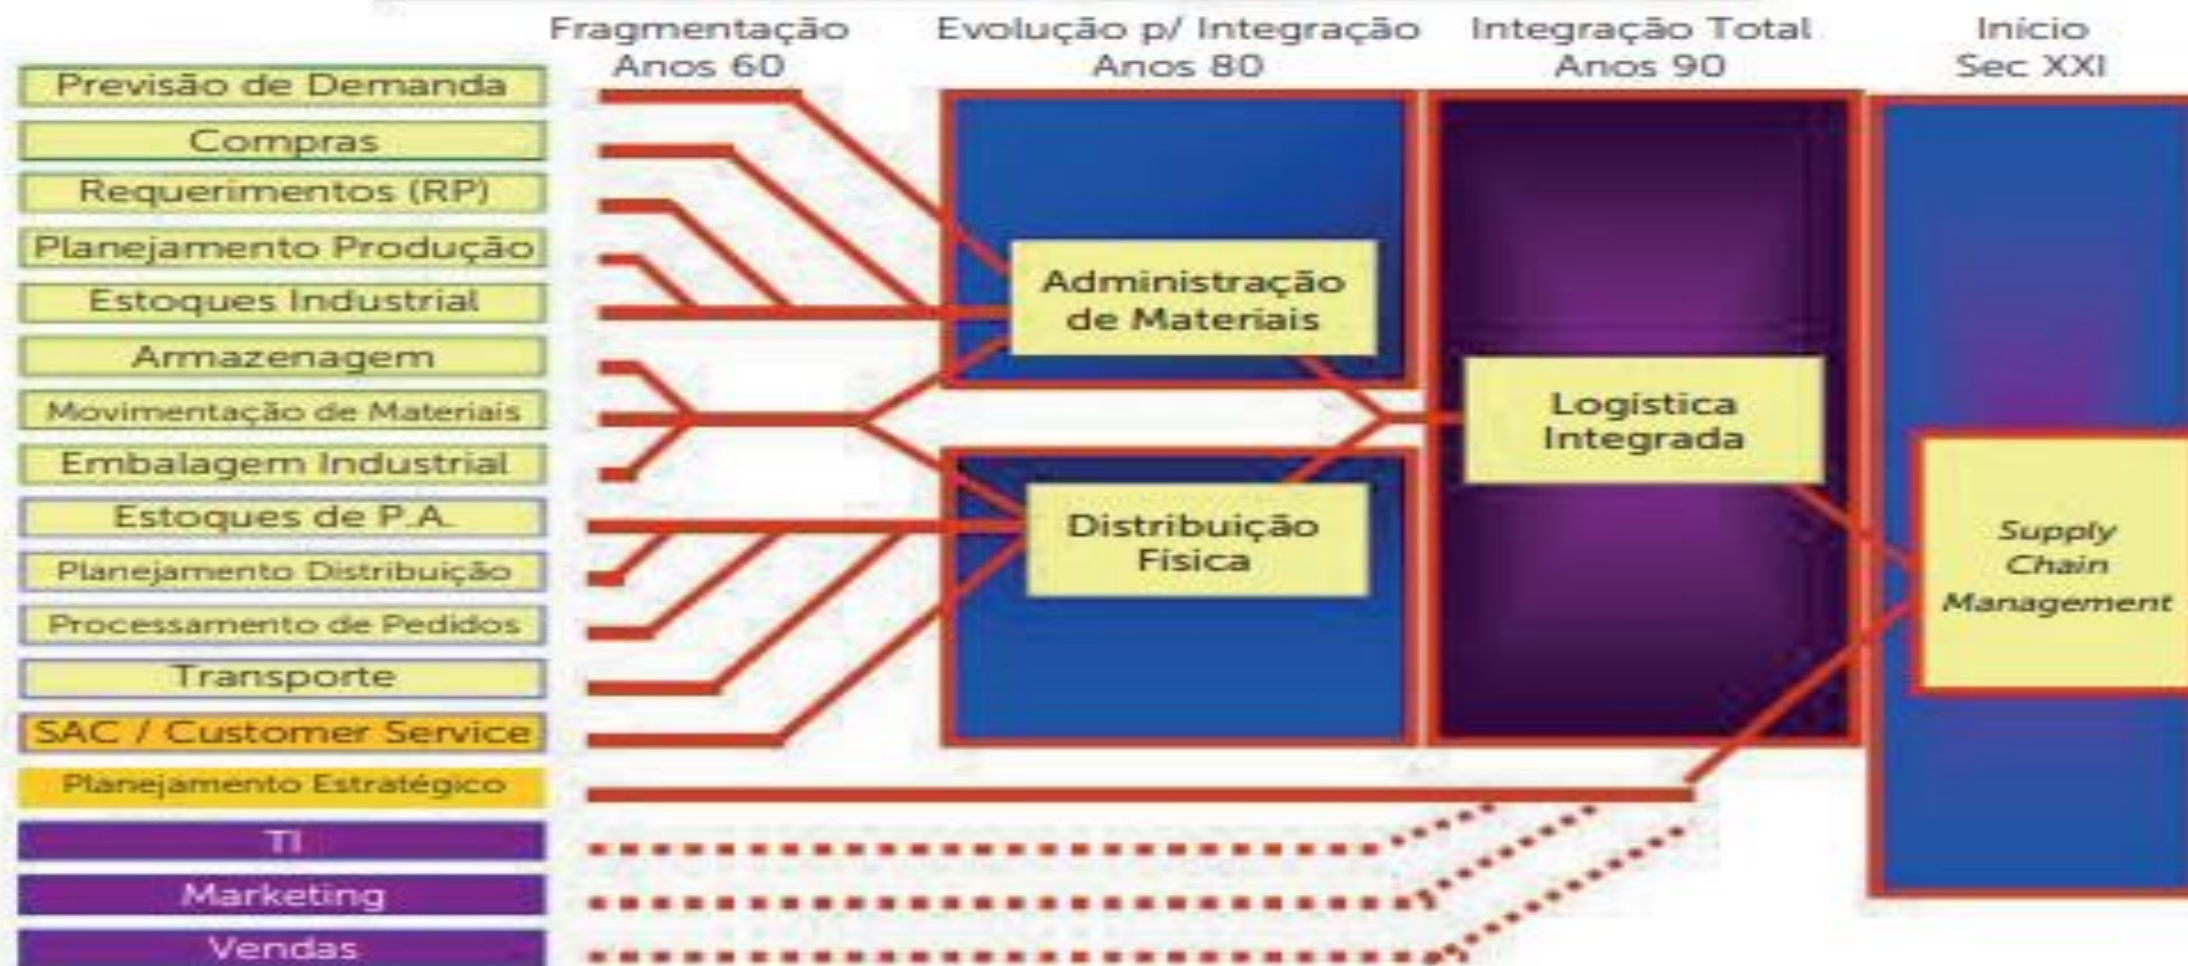 Fragmentação
Anos 60
Evolução p/ Integração
Anos 80
Integração Total
Anos 90
Início
Sec XXI
Previsão de Demanda
Compras
Requerimentos (RP)
Planejamento Produção
Estoques Industrial
Armazenagem
Movimentação de Materiais
Embalagem Industrial
Estoques de P.A.
Planejamento Distribuição
Processamento de Pedidos
Transporte
SAC / Customer Service
Planejamento Estratégico
TI
Marketing
Vendas
Administração
de Materiais
Distribuição
Física
Logística
Integrada
Supply
Chain
Management